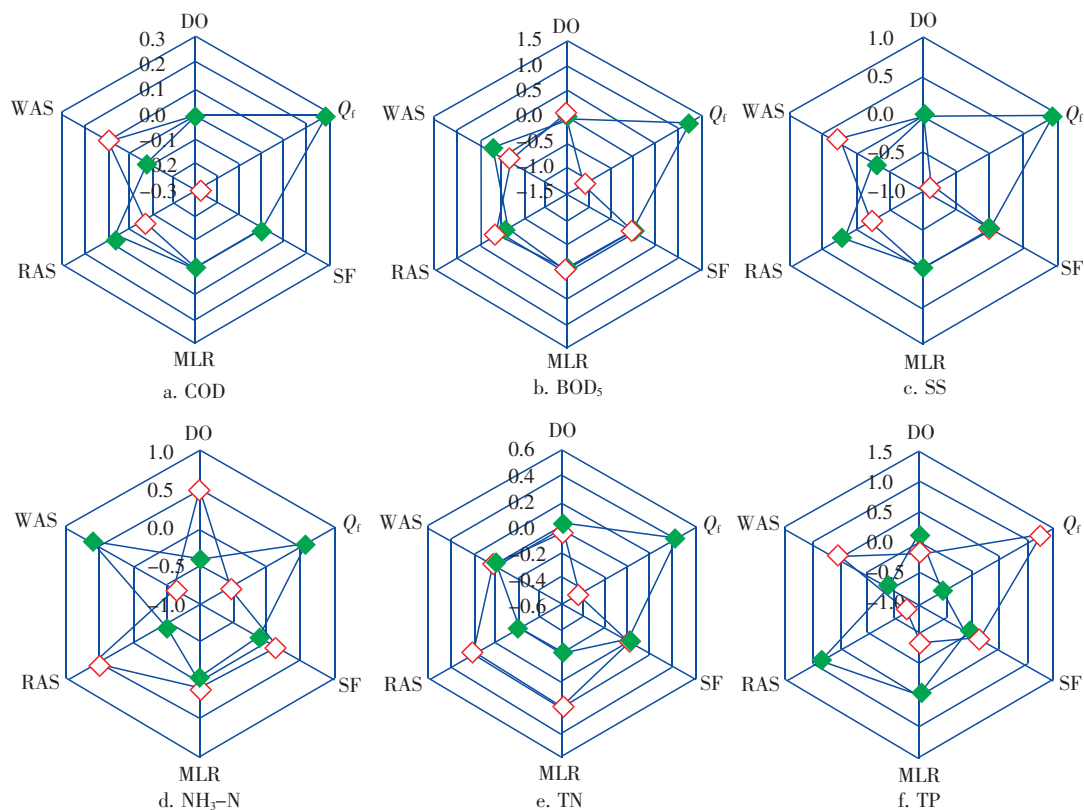 DO
0.3
0.2
0.1
0.0
−0.1
−0.2
−0.3
WAS
Qf
RAS
SF
MLR
a. COD
DO
1.5
1.0
0.5
0.0
−0.5
−1.0
−1.5
WAS
Qf
RAS
SF
MLR
b. BOD₅
DO
1.0
0.5
0.0
−0.5
−1.0
WAS
Qf
RAS
SF
MLR
c. SS
DO
1.0
0.5
0.0
−0.5
−1.0
WAS
Qf
RAS
SF
MLR
d. NH₃−N
DO
0.6
0.4
0.2
0.0
−0.2
−0.4
−0.6
WAS
Qf
RAS
SF
MLR
e. TN
DO
1.5
1.0
0.5
0.0
−0.5
−1.0
WAS
Qf
RAS
SF
MLR
f. TP